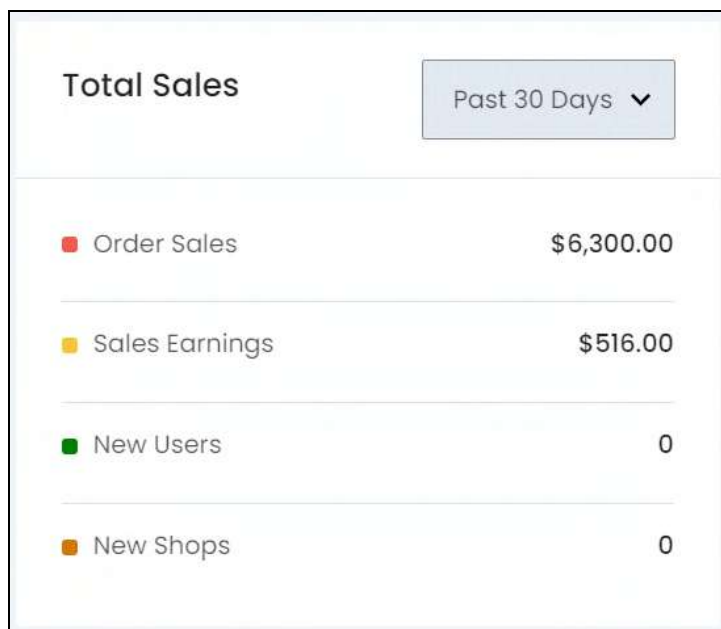 Total Sales
Past 30 Days
Order Sales $6,300.00
Sales Earnings $516.00
New Users 0
New Shops 0